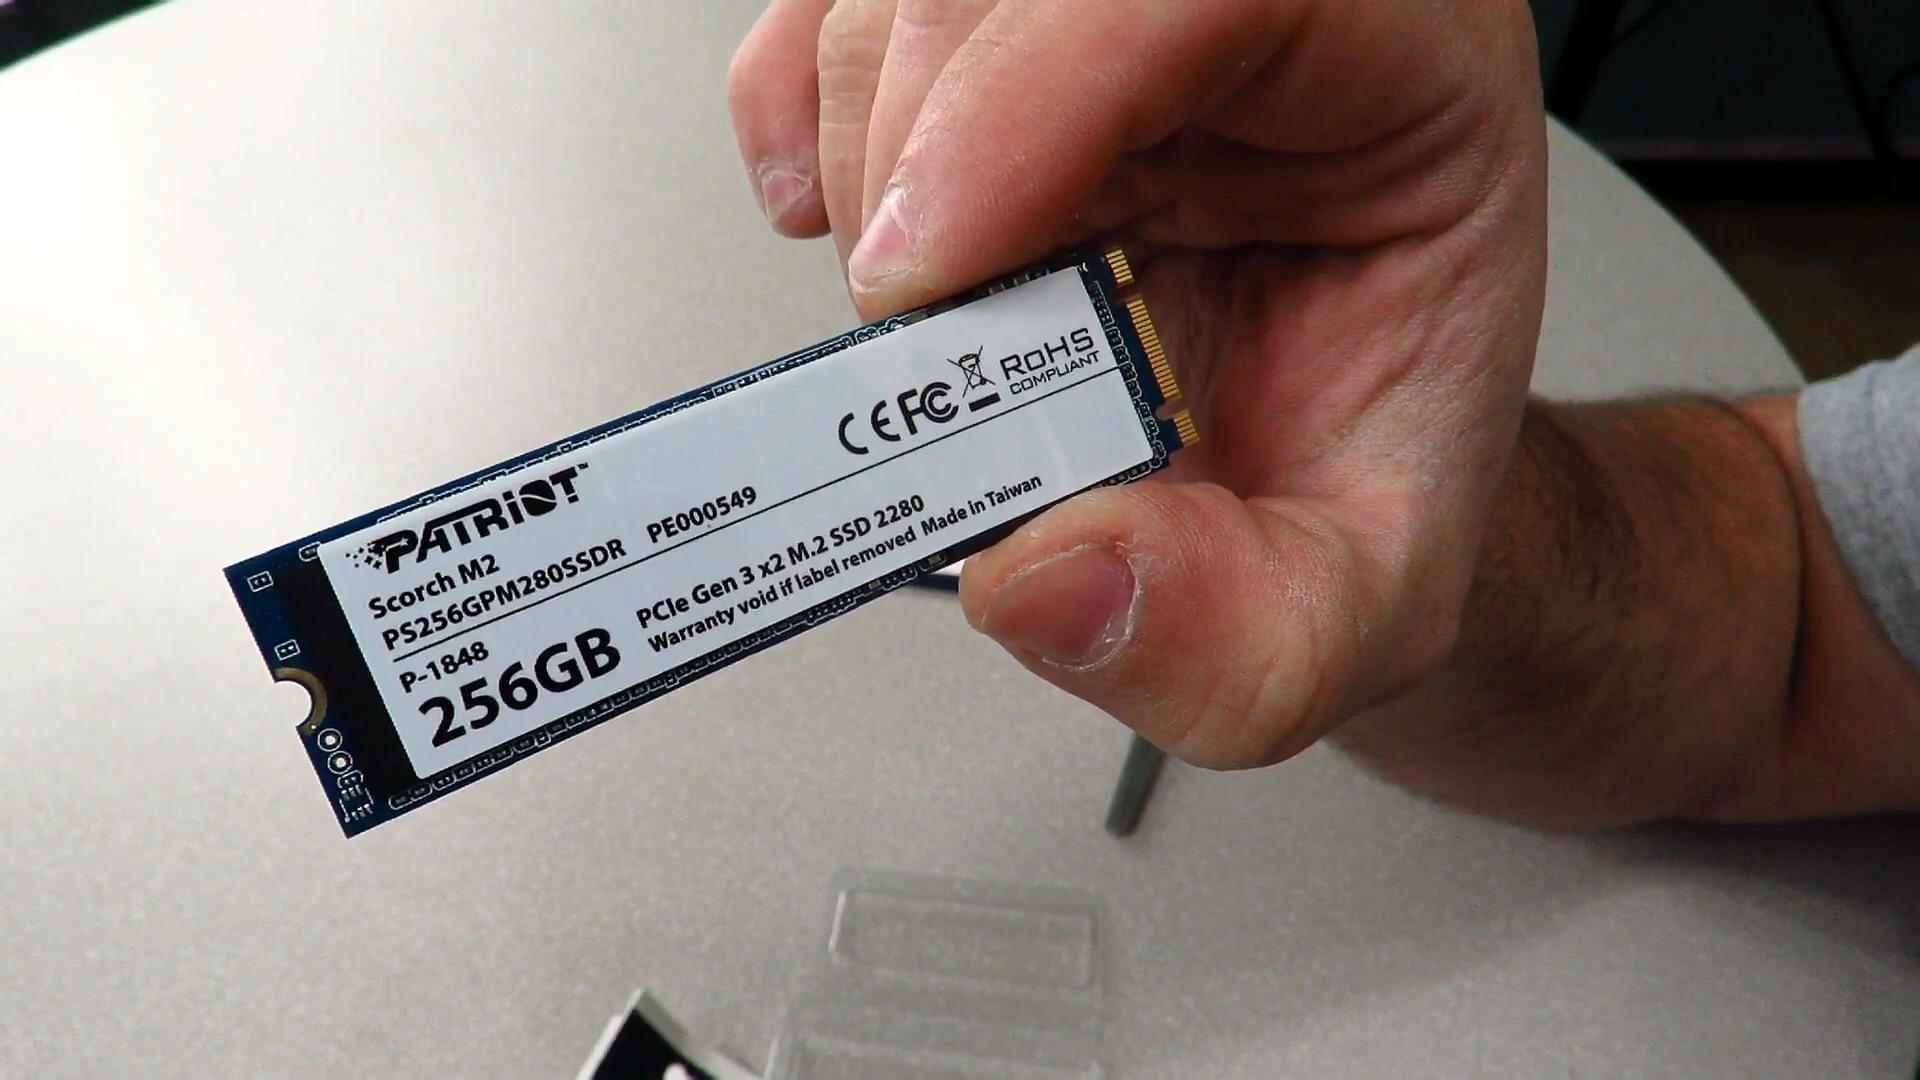 PATRIOT™
Scorch M2
PS256GPM280SSDR PE000549
CE FC RoHS
COMPLIANT
P-1848
256GB
PCIe Gen 3 x2 M.2 SSD 2280
Warranty void if label removed Made in Taiwan